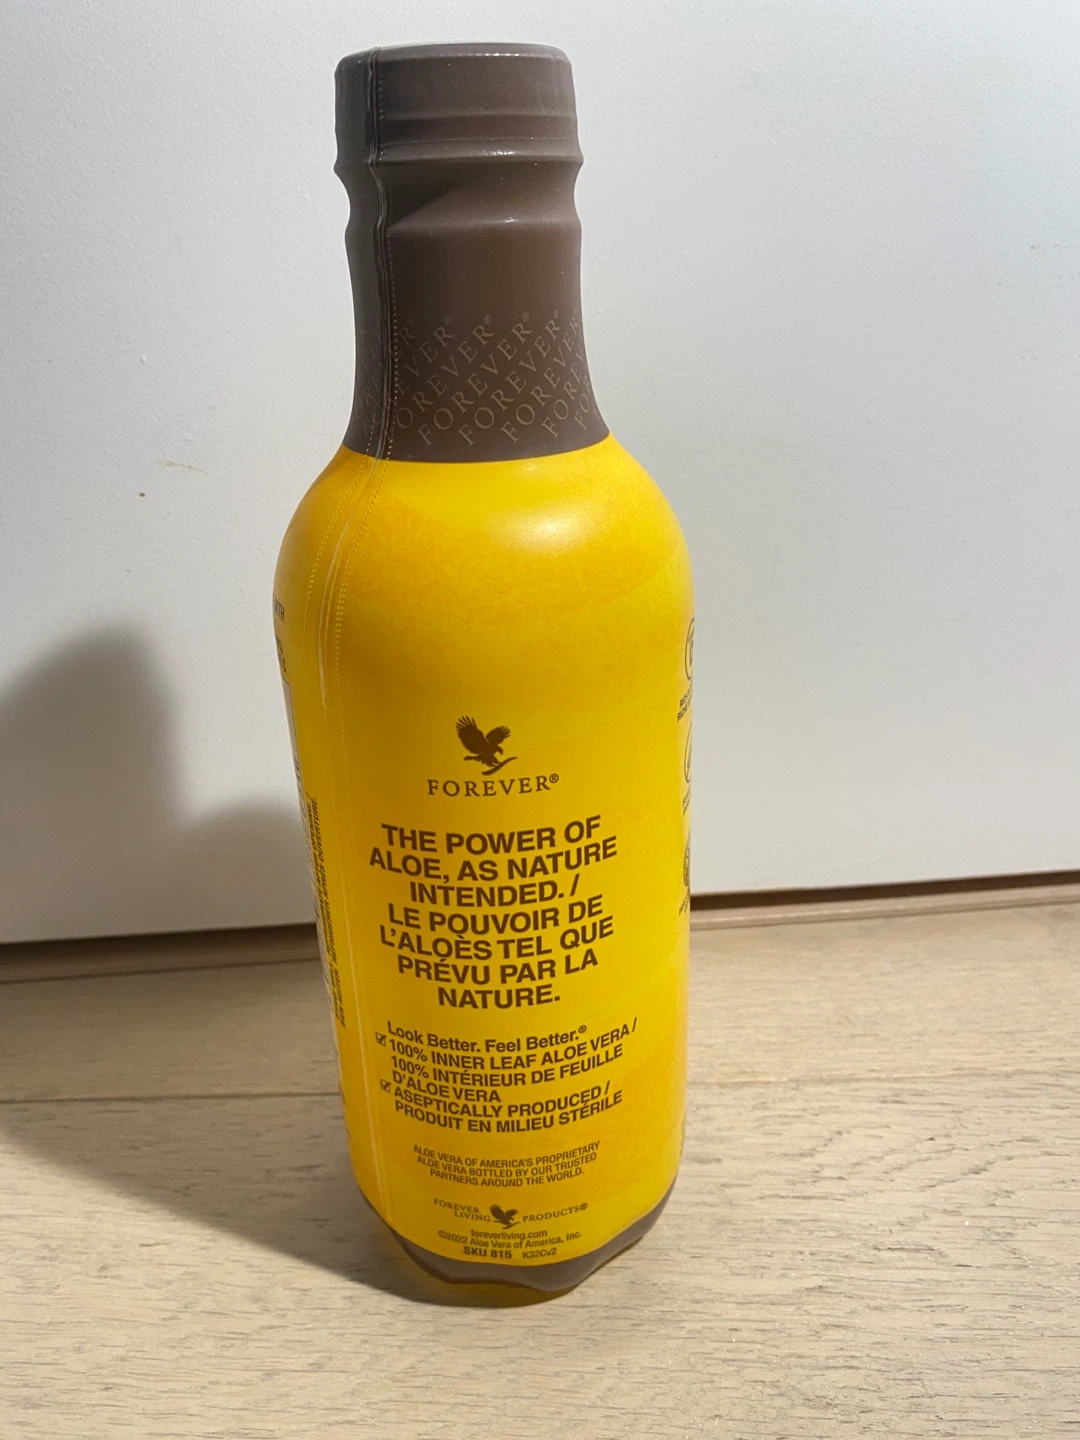 FOREVER®
FOREVER®
FOREVER®
FOREVER®
THE POWER OF
ALOE, AS NATURE
INTENDED. /
LE POUVOIR DE
L'ALOÈS TEL QUE
PRÉVU PAR LA
NATURE.
Look Better. Feel Better.®
100% INNER LEAF ALOE VERA /
100% INTÉRIEUR DE FEUILLE
D'ALOE VERA
ASEPTICALLY PRODUCED /
PRODUIT EN MILIEU STÉRILE
ALOE VERA OF AMERICA'S PROPRIETARY
ALOE VERA BOTTLED BY OUR TRUSTED
PARTNERS AROUND THE WORLD.
FOREVER
LIVING PRODUCTS®
foreverliving.com
©2022 Aloe Vera of America, Inc.
SKU 815 K32Cv2